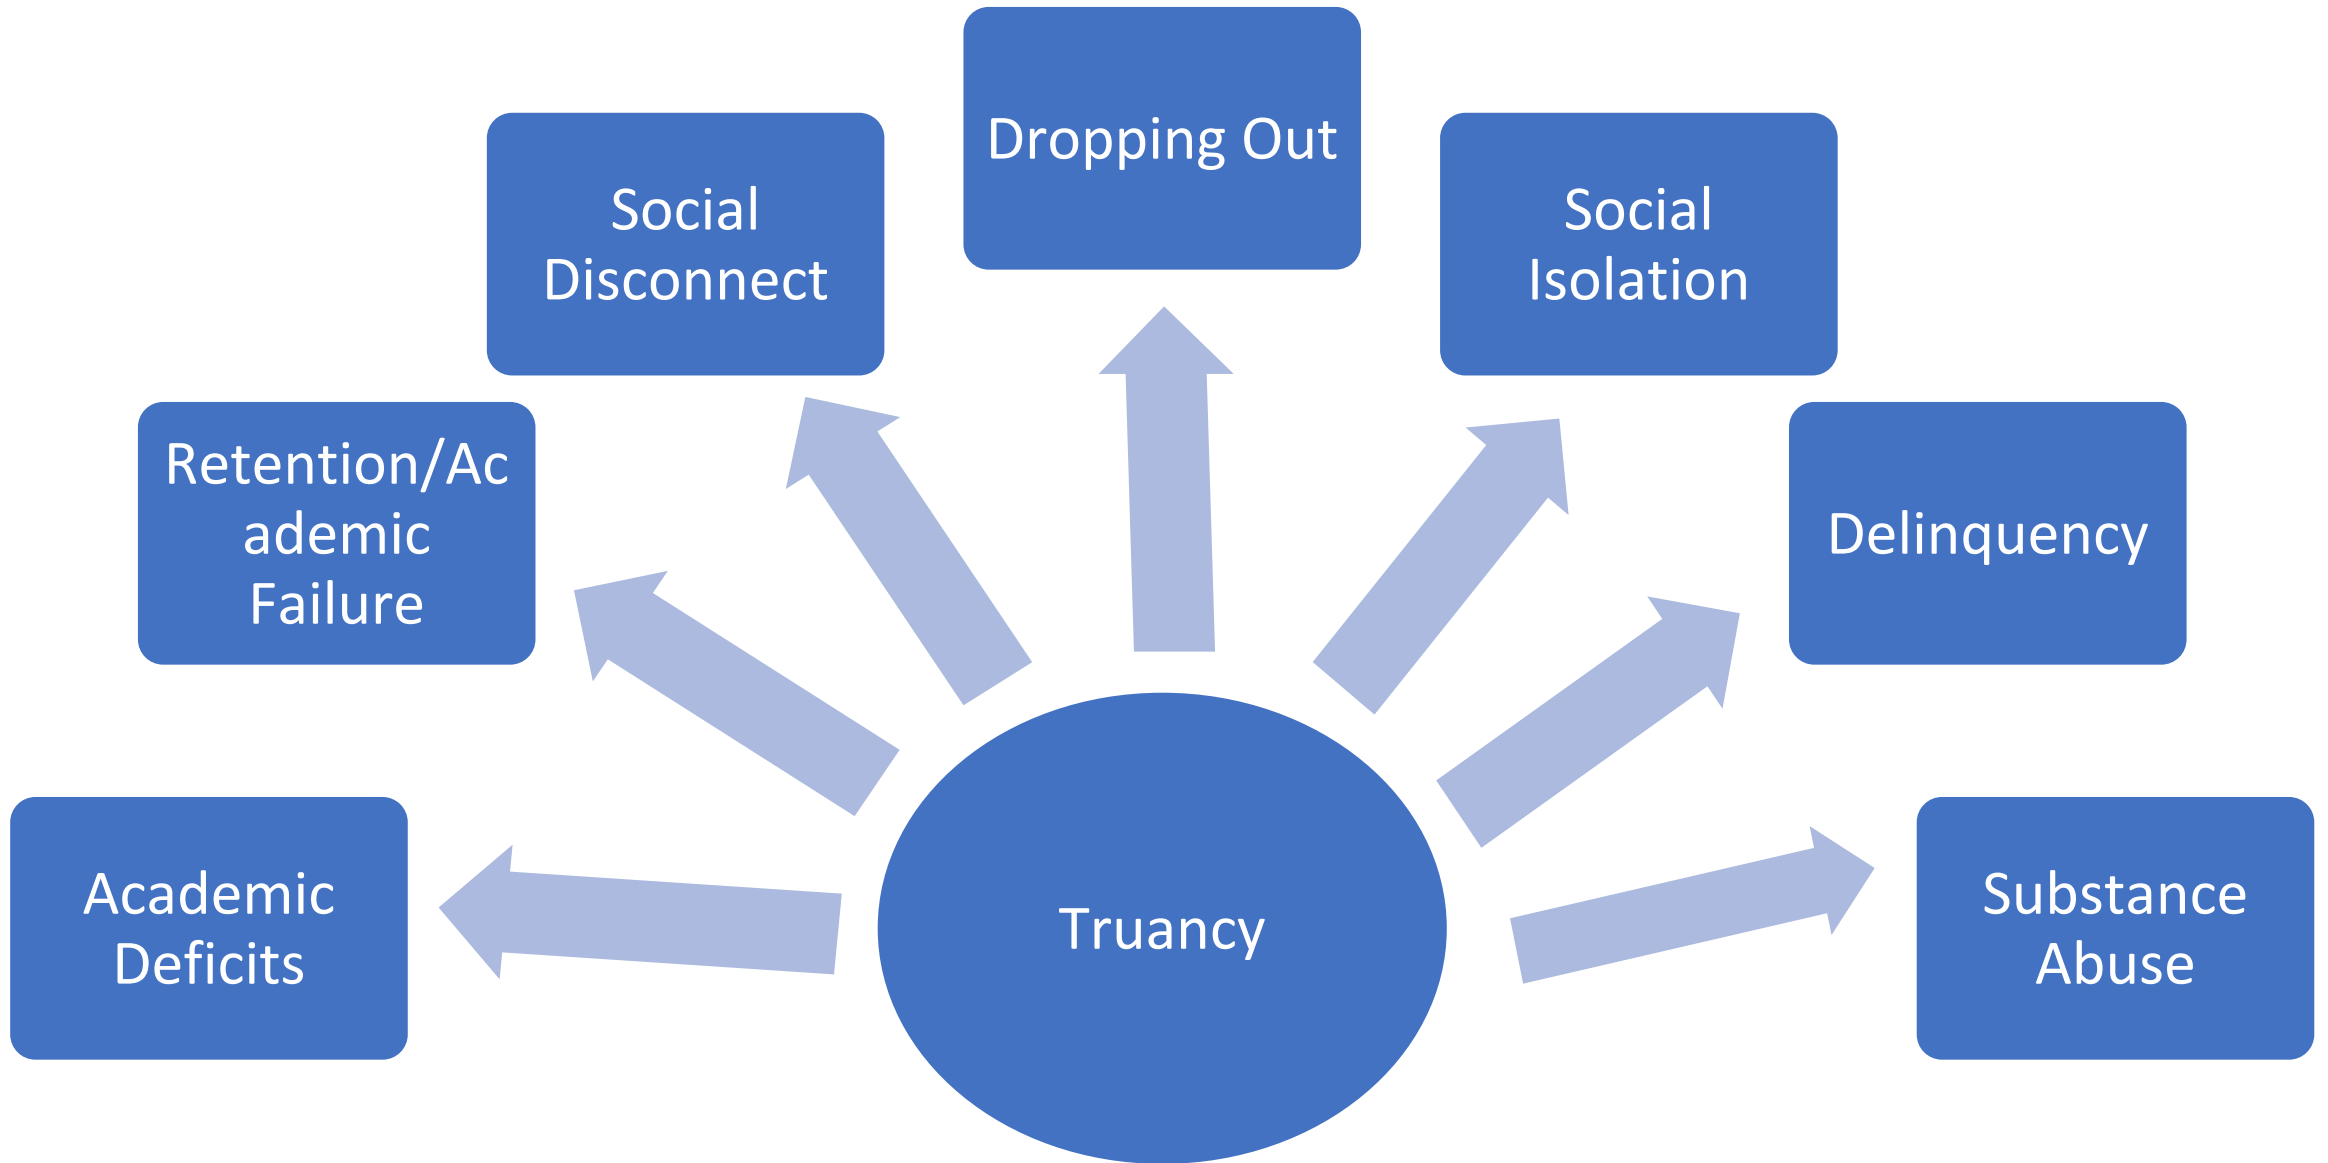 Dropping Out
Social
Disconnect
Social
Isolation
Retention/Ac
ademic
Failure
Delinquency
Academic
Deficits
Truancy
Substance
Abuse